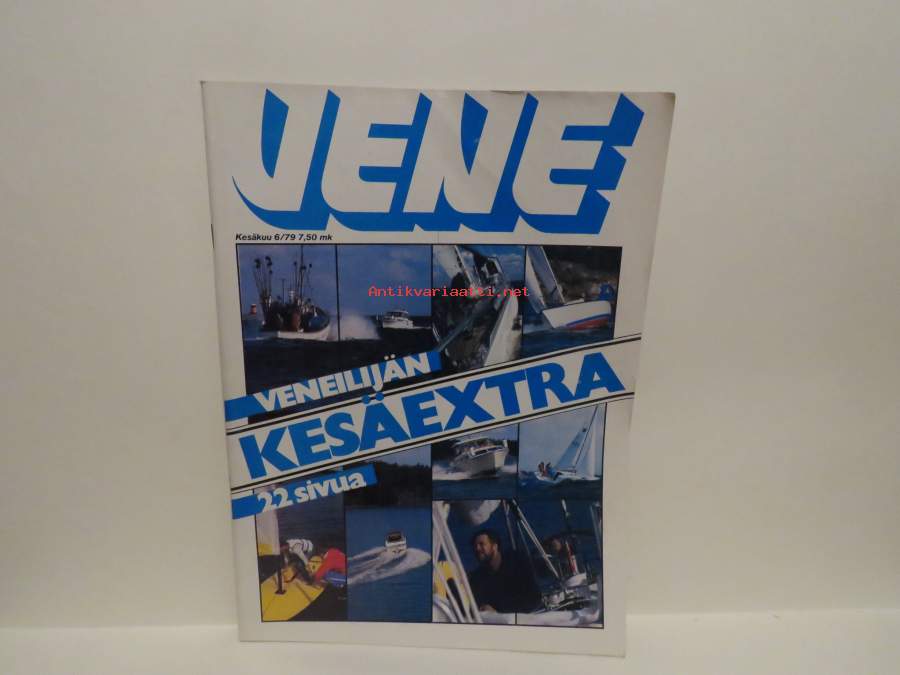 VENE
Kesäkuu 6/79 7,50 mk
Antikvariaatti.net
VENEILIJÄN
KESÄEXTRA
22 sivua